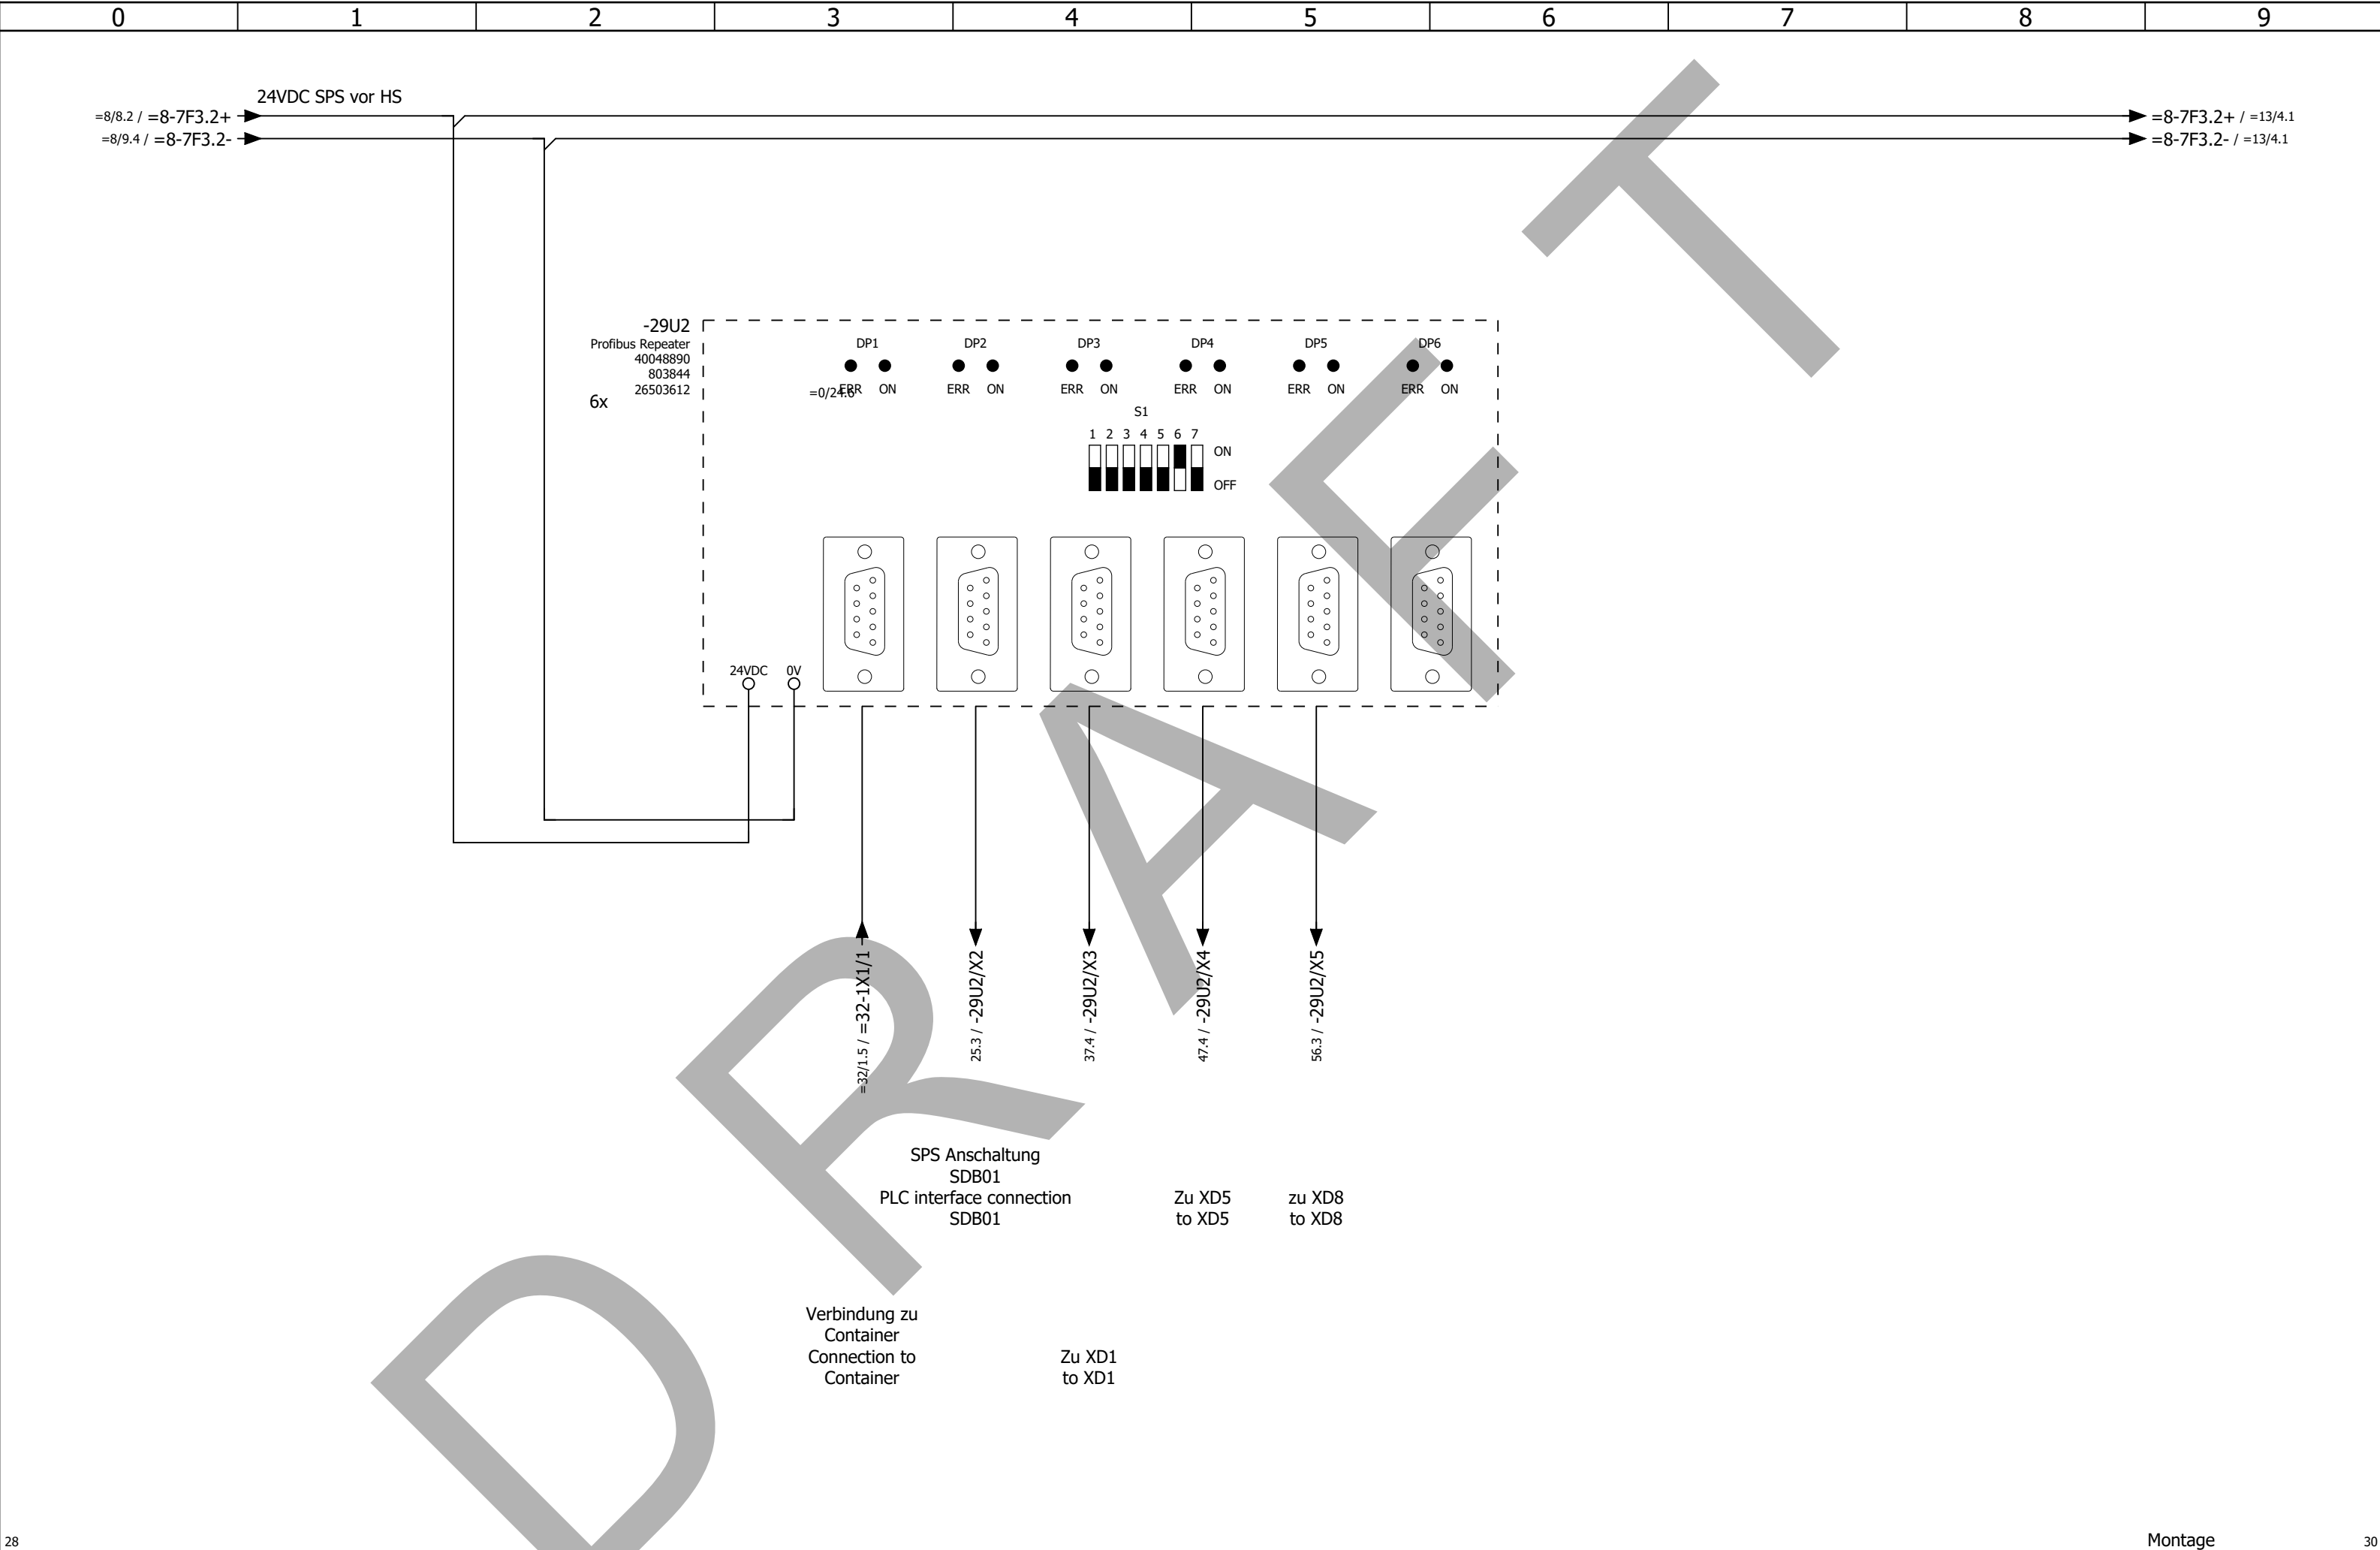 0 1 2 3 4 5 6 7 8 9
24VDC SPS vor HS
=8/8.2 / =8-7F3.2+
=8-7F3.2+ / =13/4.1
=8/9.4 / =8-7F3.2-
=8-7F3.2- / =13/4.1
-29U2
Profibus Repeater
40048890
803844
26503612
6x
DP1 DP2 DP3 DP4 DP5 DP6
ERR ON ERR ON ERR ON ERR ON ERR ON ERR ON
=0/24.6
S1
1 2 3 4 5 6 7
ON
OFF
24VDC 0V
=32/1.5 / =32-1X1/1
25.3 / -29U2/X2
37.4 / -29U2/X3
47.4 / -29U2/X4
56.3 / -29U2/X5
SPS Anschaltung
SDB01
PLC interface connection
SDB01
Zu XD5
to XD5
zu XD8
to XD8
Verbindung zu
Container
Connection to
Container
Zu XD1
to XD1
DRAFT
28
Montage
30